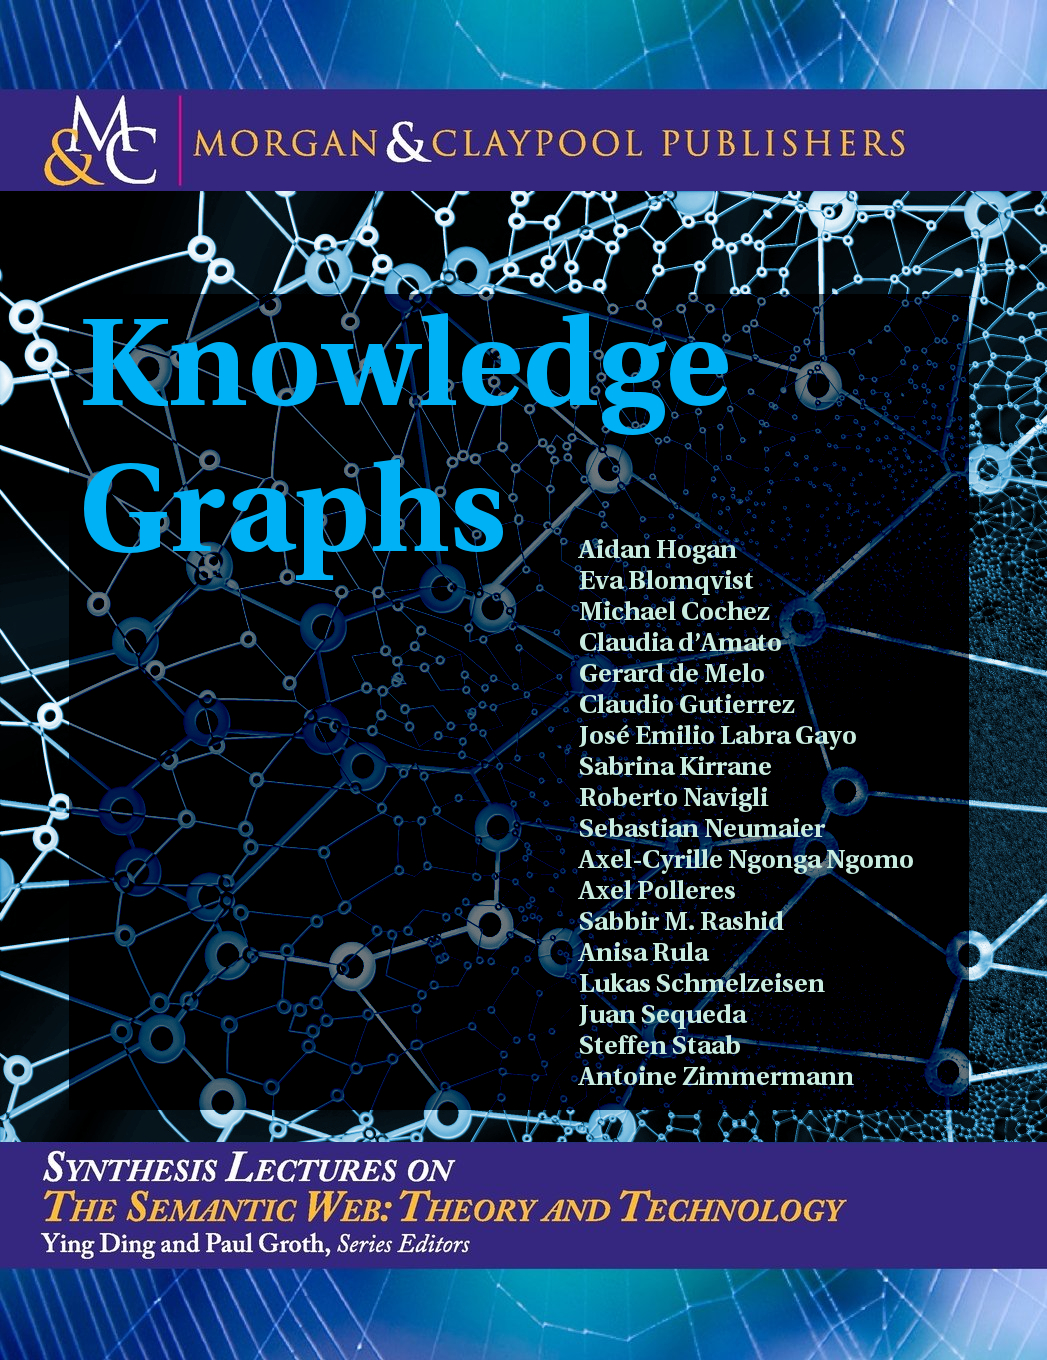 M&C
MORGAN & CLAYPOOL PUBLISHERS
Knowledge
Graphs
Aidan Hogan
Eva Blomqvist
Michael Cochez
Claudia d’Amato
Gerard de Melo
Claudio Gutierrez
José Emilio Labra Gayo
Sabrina Kirrane
Roberto Navigli
Sebastian Neumaier
Axel-Cyrille Ngonga Ngomo
Axel Polleres
Sabbir M. Rashid
Anisa Rula
Lukas Schmelzeisen
Juan Sequeda
Steffen Staab
Antoine Zimmermann
SYNTHESIS LECTURES ON
THE SEMANTIC WEB: THEORY AND TECHNOLOGY
Ying Ding and Paul Groth, Series Editors